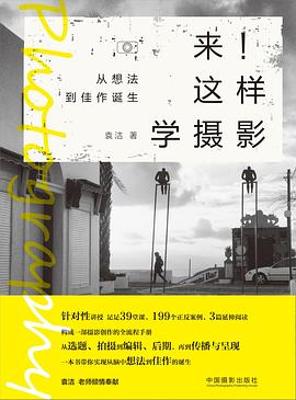 Photography
来！
这样
学摄影
从想法
到佳作诞生
袁洁 著
针对性讲授 足足39堂课、199个正反案例、3篇延伸阅读
构成一部摄影创作的全流程手册
从选题、拍摄到编辑、后期，再到传播与呈现
一本书带你实现从脑中想法到佳作的诞生
袁洁 老师倾情奉献
中国摄影出版社